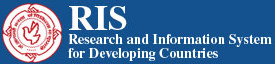 RIS
Research and Information System
for Developing Countries